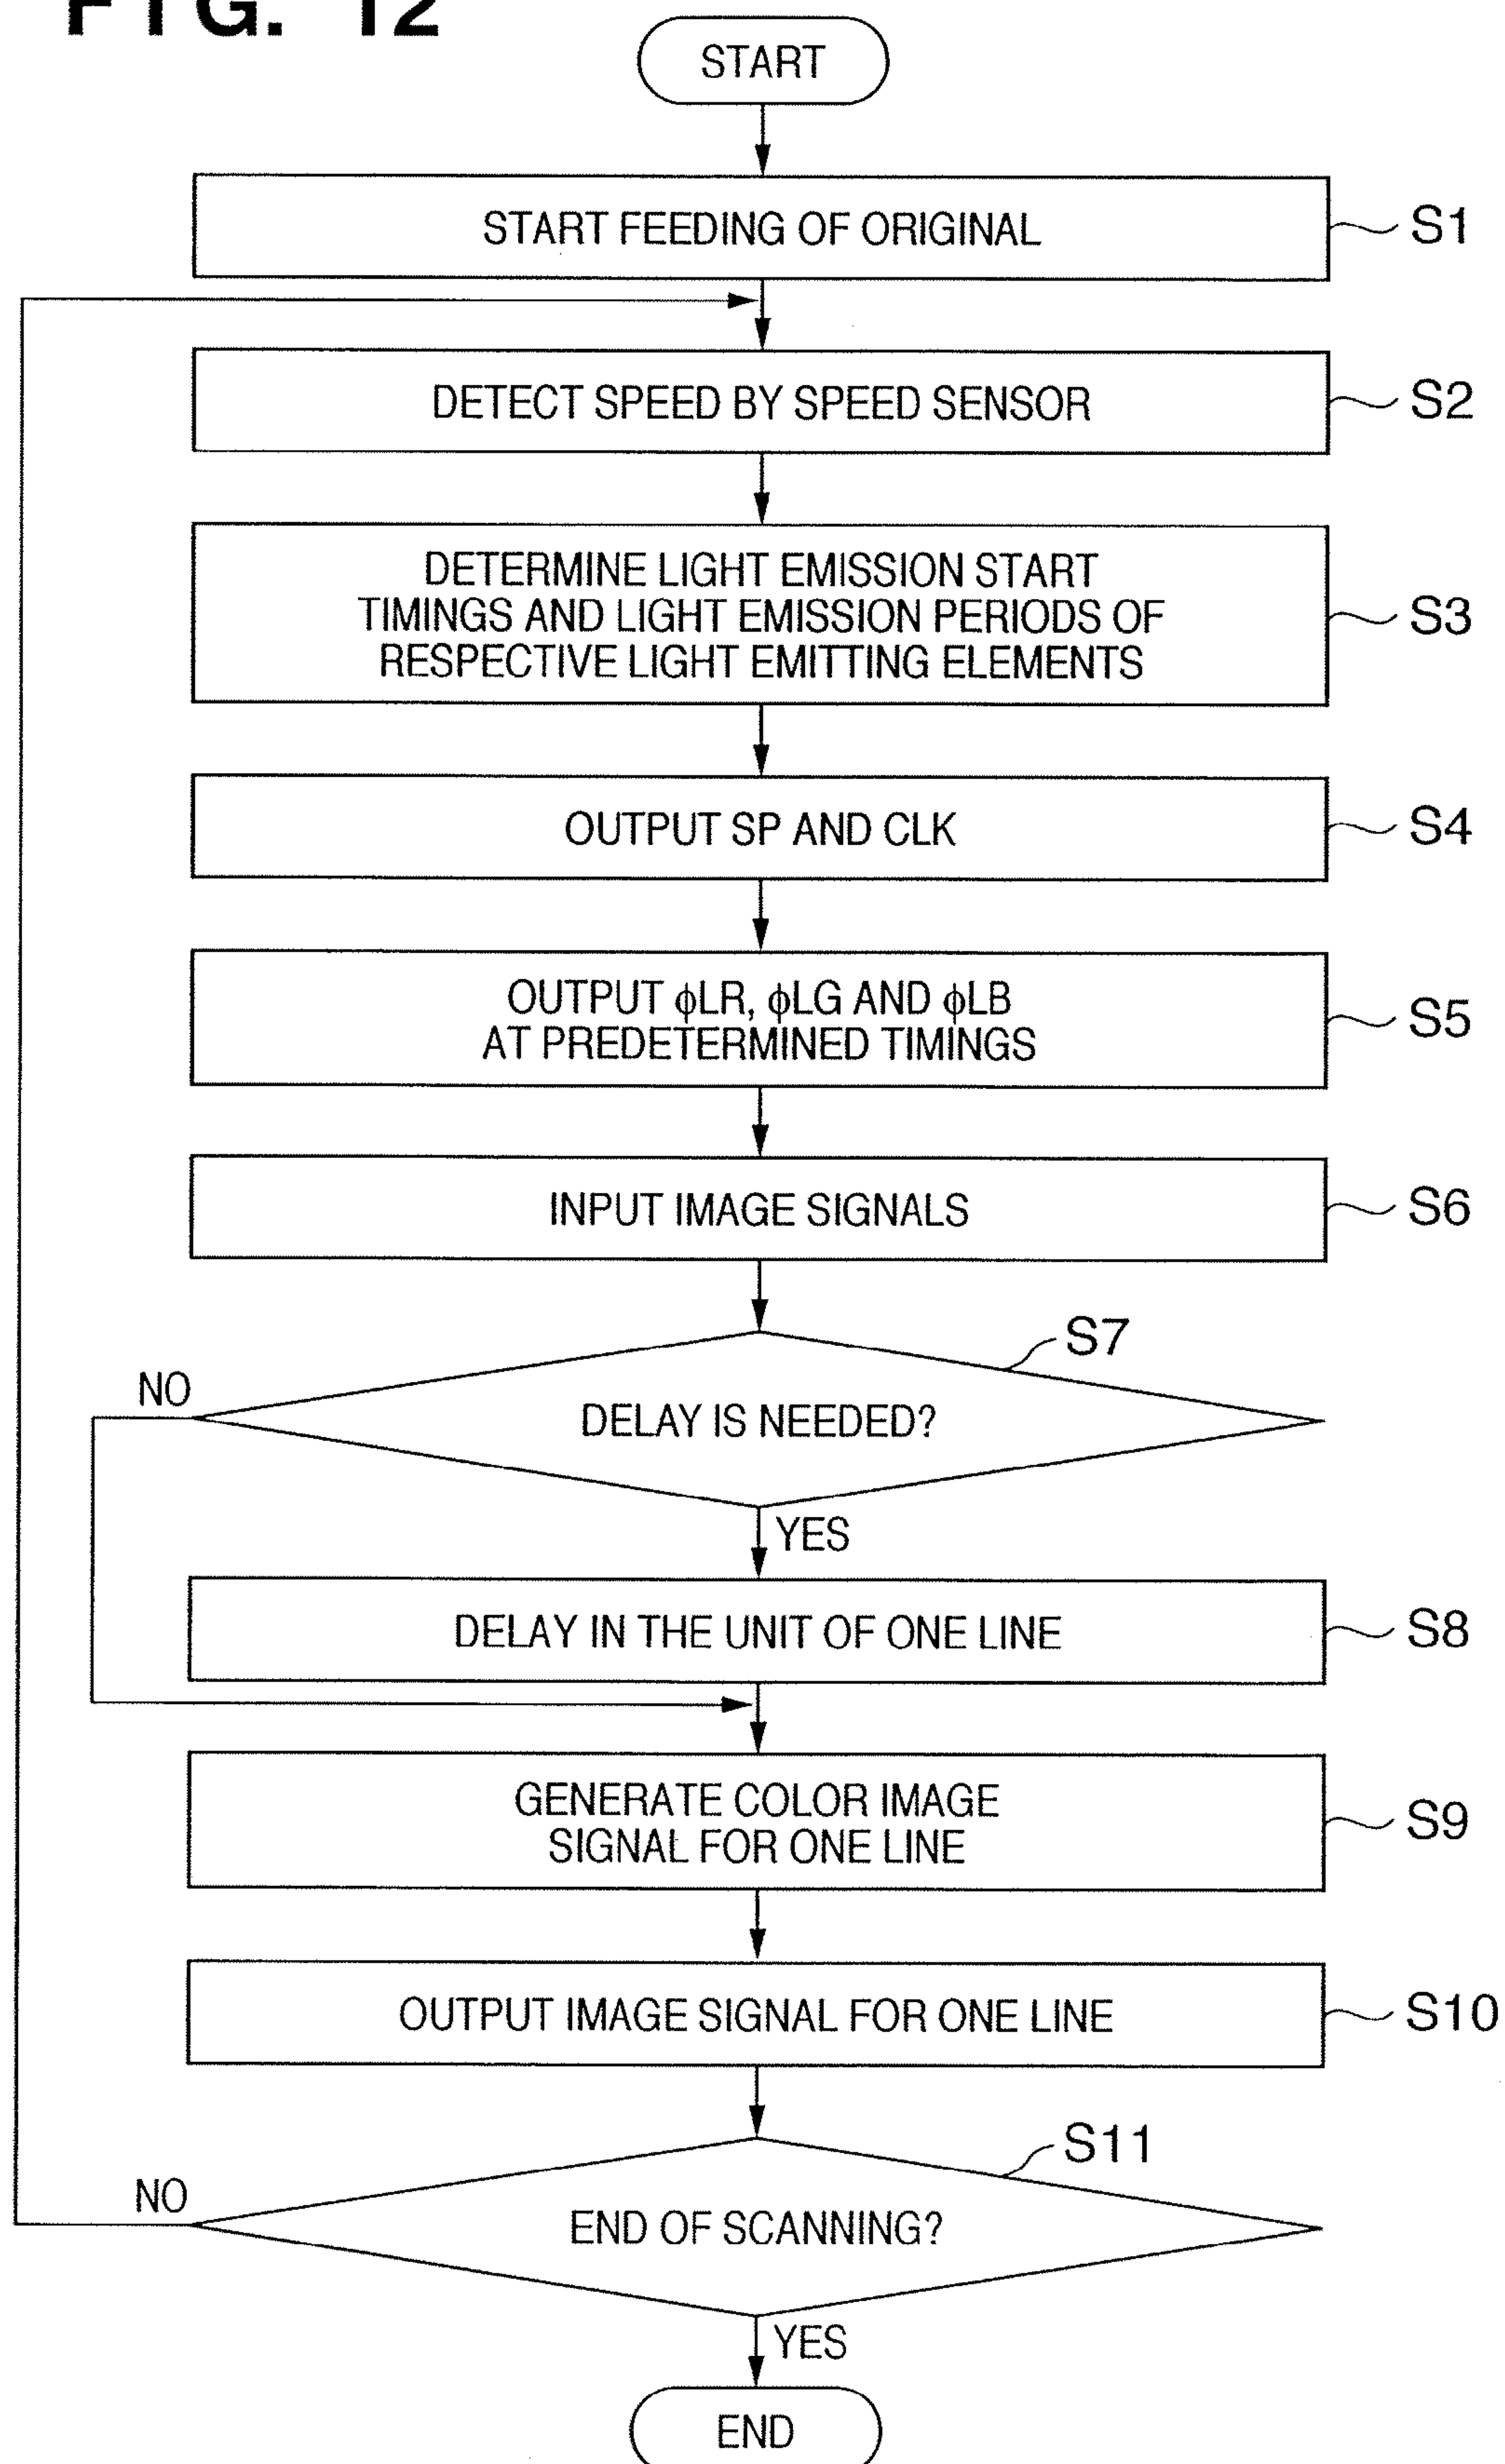 FIG. 12
START
START FEEDING OF ORIGINAL
S1
DETECT SPEED BY SPEED SENSOR
S2
DETERMINE LIGHT EMISSION START
TIMINGS AND LIGHT EMISSION PERIODS OF
RESPECTIVE LIGHT EMITTING ELEMENTS
S3
OUTPUT SP AND CLK
S4
OUTPUT ϕLR, ϕLG AND ϕLB
AT PREDETERMINED TIMINGS
S5
INPUT IMAGE SIGNALS
S6
S7
NO
DELAY IS NEEDED?
YES
DELAY IN THE UNIT OF ONE LINE
S8
GENERATE COLOR IMAGE
SIGNAL FOR ONE LINE
S9
OUTPUT IMAGE SIGNAL FOR ONE LINE
S10
S11
NO
END OF SCANNING?
YES
END